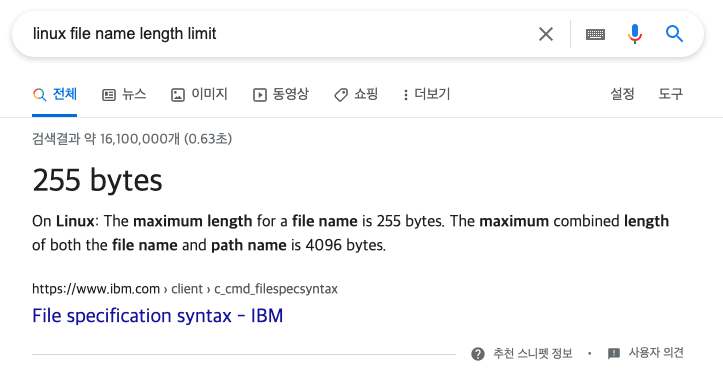 linux file name length limit
전체 뉴스 이미지 동영상 쇼핑 더보기 설정 도구
검색결과 약 16,100,000개 (0.63초)
255 bytes
On Linux: The maximum length for a file name is 255 bytes. The maximum combined length
of both the file name and path name is 4096 bytes.
https://www.ibm.com › client › c_cmd_filespecsyntax
File specification syntax - IBM
추천 스니펫 정보 • 사용자 의견